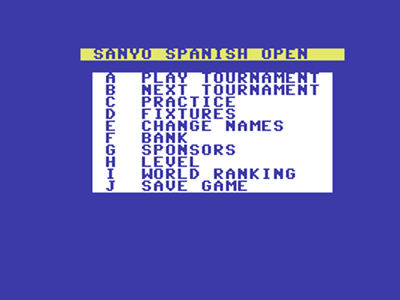 SANYO SPANISH OPEN
A PLAY TOURNAMENT
B NEXT TOURNAMENT
C PRACTICE
D FIXTURES
E CHANGE NAMES
F BANK
G SPONSORS
H LEVEL
I WORLD RANKING
J SAVE GAME